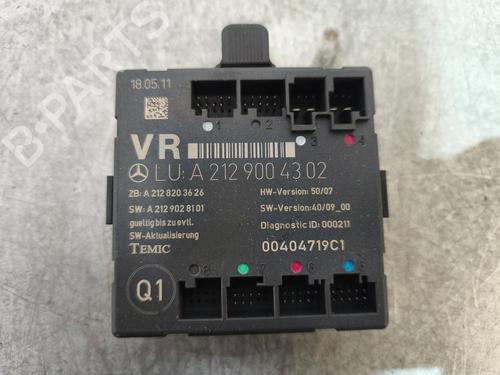 18.05.11
1
2
3
4
VR
LU: A 212 900 43 02
ZB: A 212 820 36 26
HW-Version: 50/07
SW: A 212 902 81 01
SW-Version:40/09_00
gueltig bis zu evtl.
Diagnostic ID: 000211
SW-Aktualisierung
TEMIC
00404719C1
8
7
6
5
Q1
B-PARTS